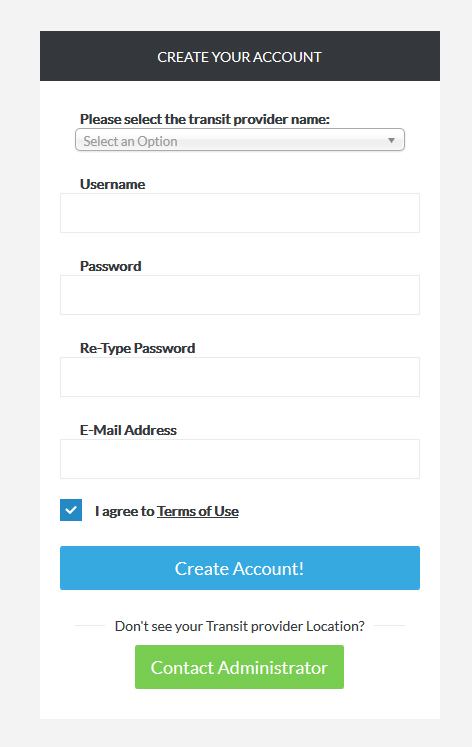 CREATE YOUR ACCOUNT
Please select the transit provider name:
Select an Option
Username
Password
Re-Type Password
E-Mail Address
I agree to Terms of Use
Create Account!
Don't see your Transit provider Location?
Contact Administrator